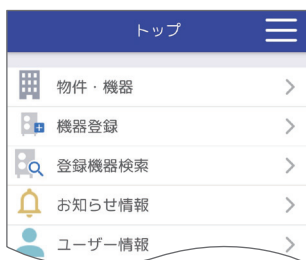 トップ
物件・機器
機器登録
登録機器検索
お知らせ情報
ユーザー情報